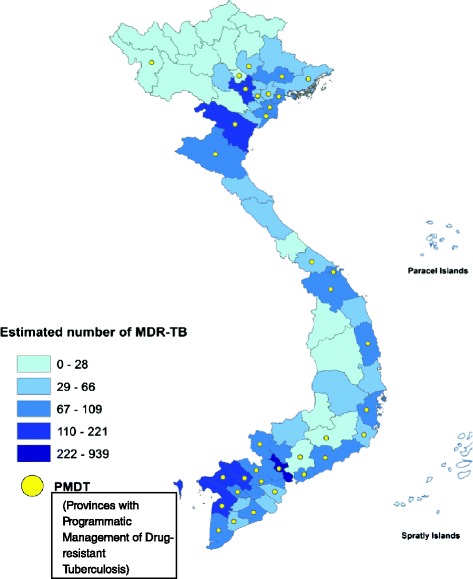 Paracel Islands
Estimated number of MDR-TB
0 - 28
29 - 66
67 - 109
110 - 221
222 - 939
PMDT
(Provinces with
Programmatic
Management of Drug-
resistant
Tuberculosis)
Spratly Islands